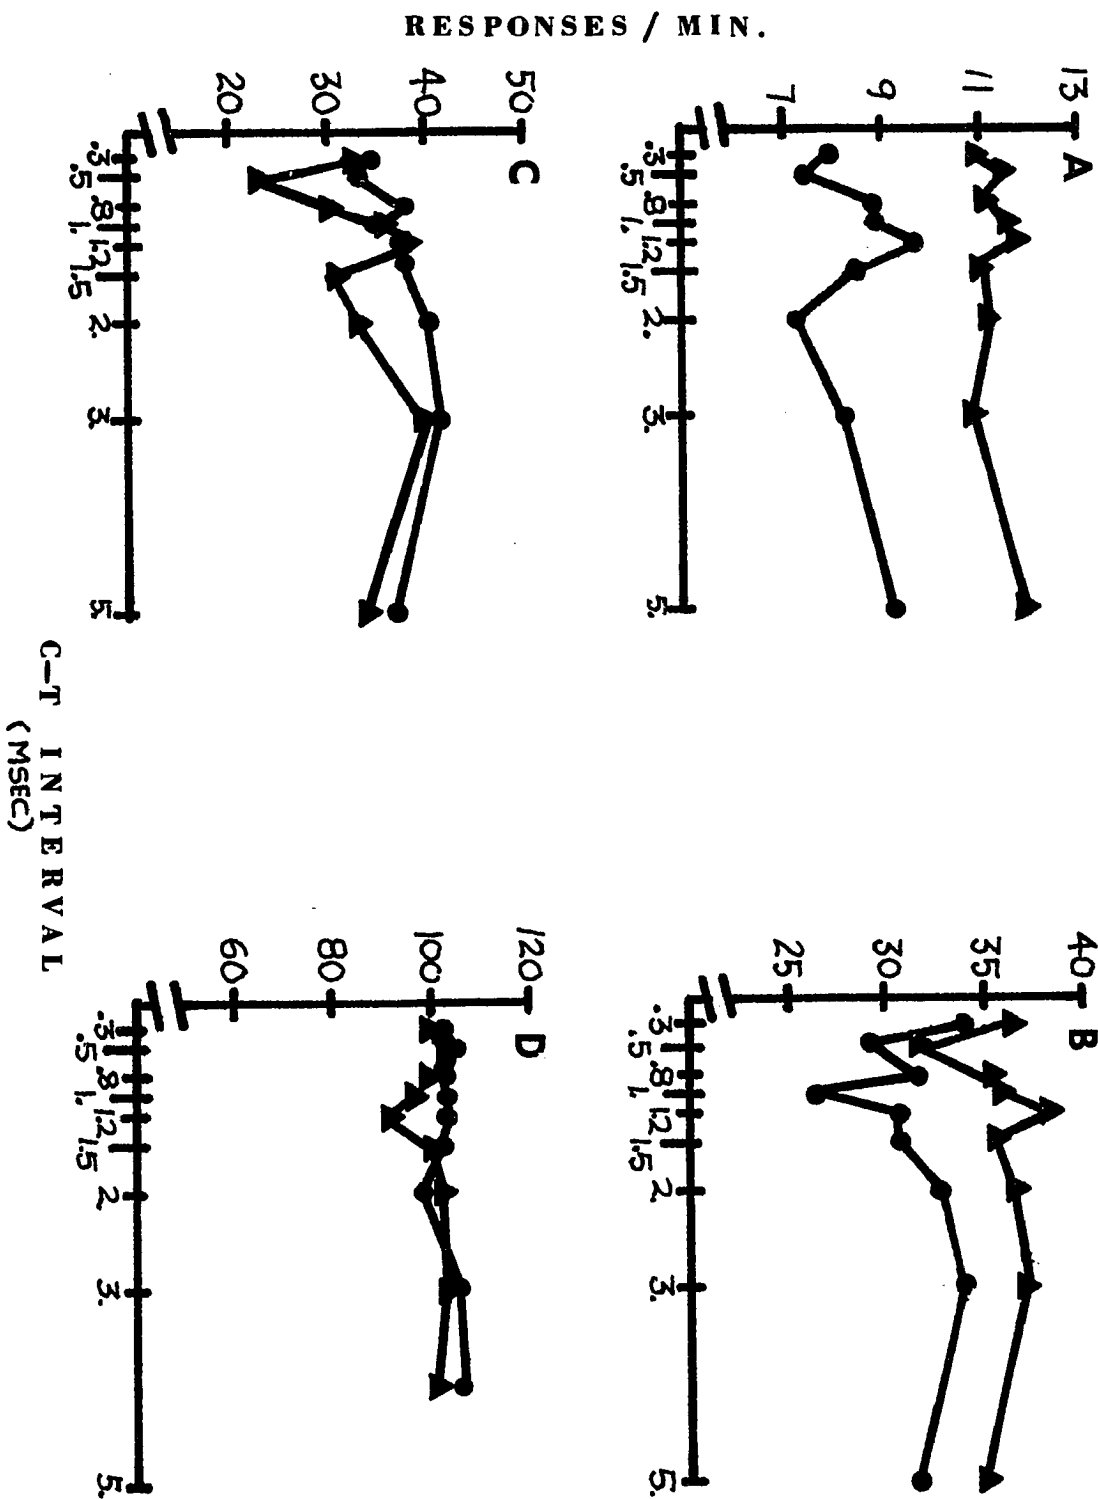 RESPONSES / MIN.
A
13
11
9
7
.3 .5 .8 1. 1.2 1.5 2. 3. 5.
B
40
35
30
25
.3 .5 .8 1. 1.2 1.5 2. 3. 5.
C
50
40
30
20
.3 .5 .8 1. 1.2 1.5 2. 3. 5.
D
120
100
80
60
.3 .5 .8 1. 1.2 1.5 2 3. 5.
C–T INTERVAL
(MSEC)